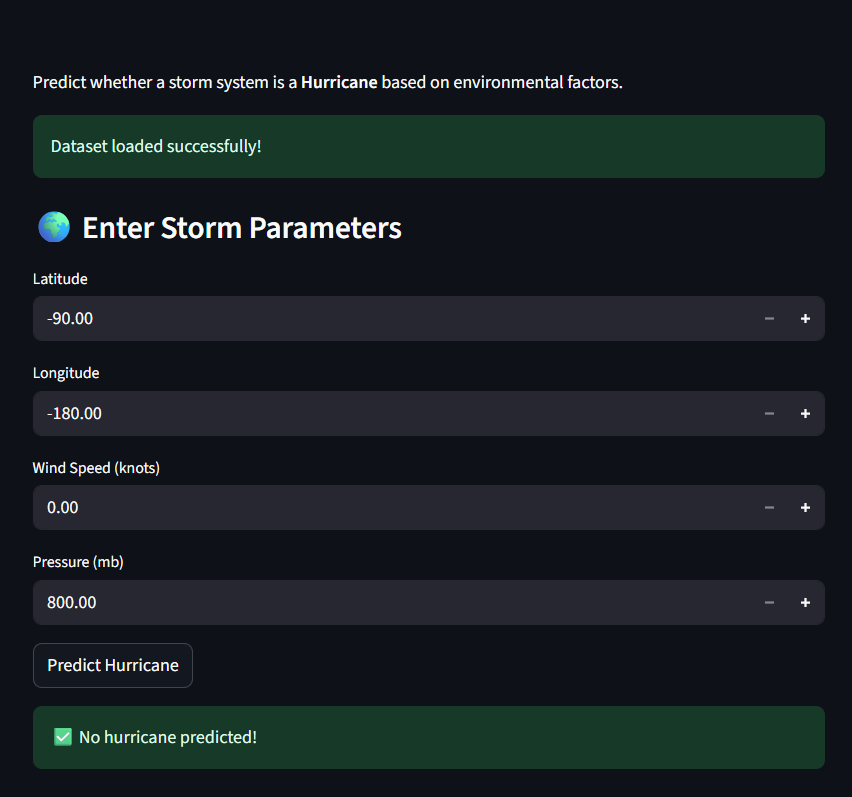 Predict whether a storm system is a Hurricane based on environmental factors.
Dataset loaded successfully!
Enter Storm Parameters
Latitude
-90.00
Longitude
-180.00
Wind Speed (knots)
0.00
Pressure (mb)
800.00
Predict Hurricane
No hurricane predicted!